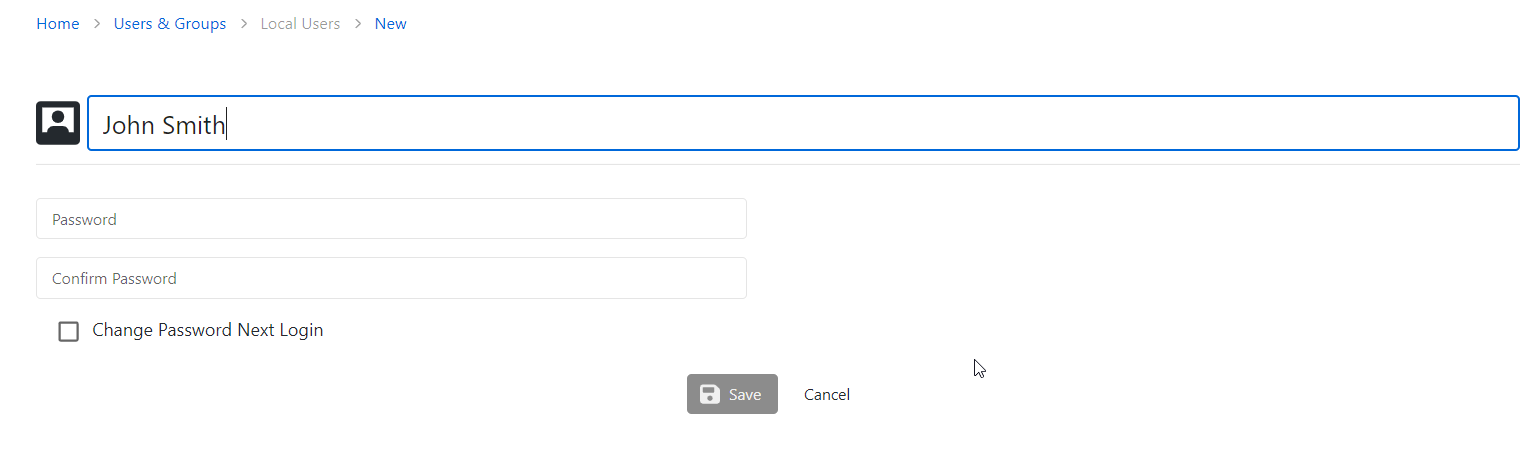 Home > Users & Groups > Local Users > New
John Smith
Password
Confirm Password
Change Password Next Login
Save Cancel